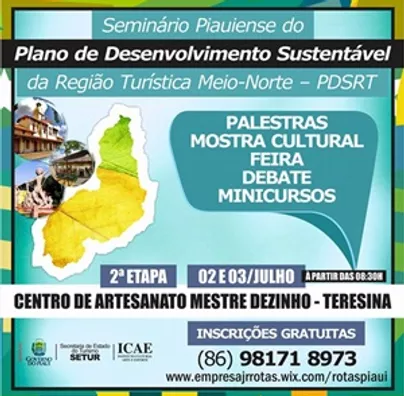 Seminário Piauiense do
Plano de Desenvolvimento Sustentável
da Região Turística Meio-Norte – PDSRT
PALESTRAS
MOSTRA CULTURAL
FEIRA
DEBATE
MINICURSOS
2ª ETAPA
02 E 03/JULHO
A PARTIR DAS 08:30H
CENTRO DE ARTESANATO MESTRE DEZINHO - TERESINA
INSCRIÇÕES GRATUITAS
(86) 98171 8973
www.empresajrrotas.wix.com/rotaspiaui
GOVERNO
DO PIAUÍ
Secretaria de Estado
do Turismo
SETUR
ICAE